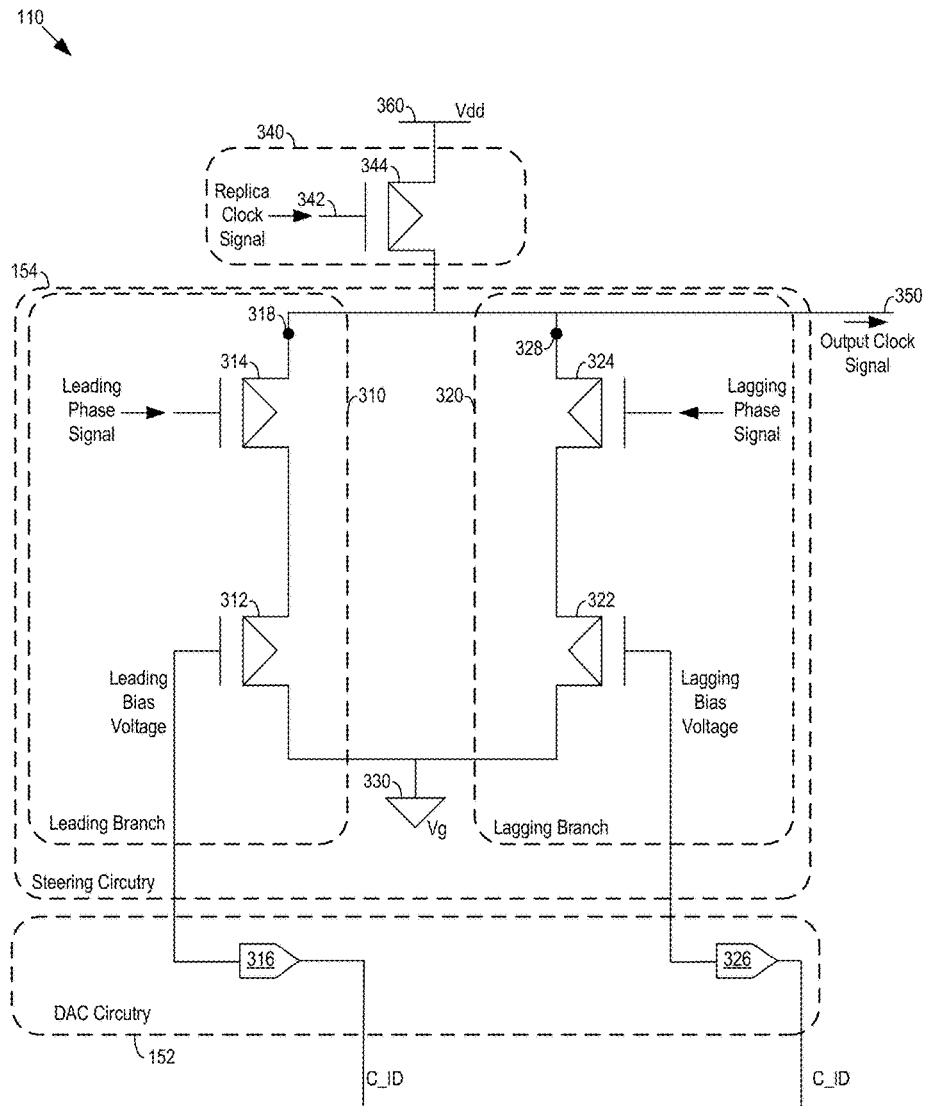 110
360
Vdd
340
344
Replica
Clock
Signal
342
154
318
328
350
Output Clock
Signal
314
324
Leading
Phase
Signal
310
320
Lagging
Phase
Signal
312
322
Leading
Bias
Voltage
Lagging
Bias
Voltage
330
Vg
Leading Branch
Lagging Branch
Steering Circutry
316
326
DAC Circutry
152
C_ID
C_ID